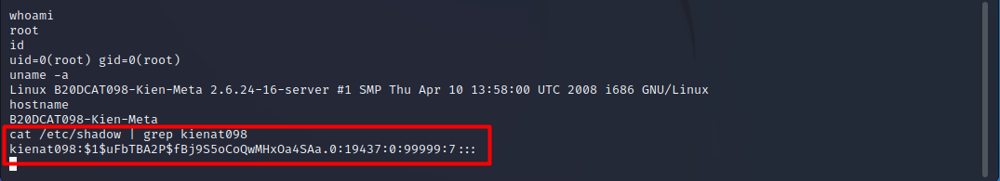 whoami
root
id
uid=0(root) gid=0(root)
uname -a
Linux B20DCAT098-Kien-Meta 2.6.24-16-server #1 SMP Thu Apr 10 13:58:00 UTC 2008 i686 GNU/Linux
hostname
B20DCAT098-Kien-Meta
cat /etc/shadow | grep kienat098
kienat098:$1$uFbTBA2P$fBj9S5oCoQwMHxOa4SAa.0:19437:0:99999:7:::